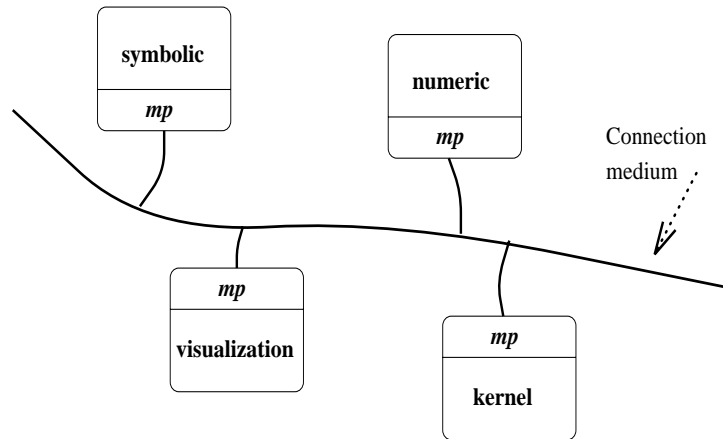 symbolic
mp
numeric
mp
Connection
medium
mp
visualization
mp
kernel